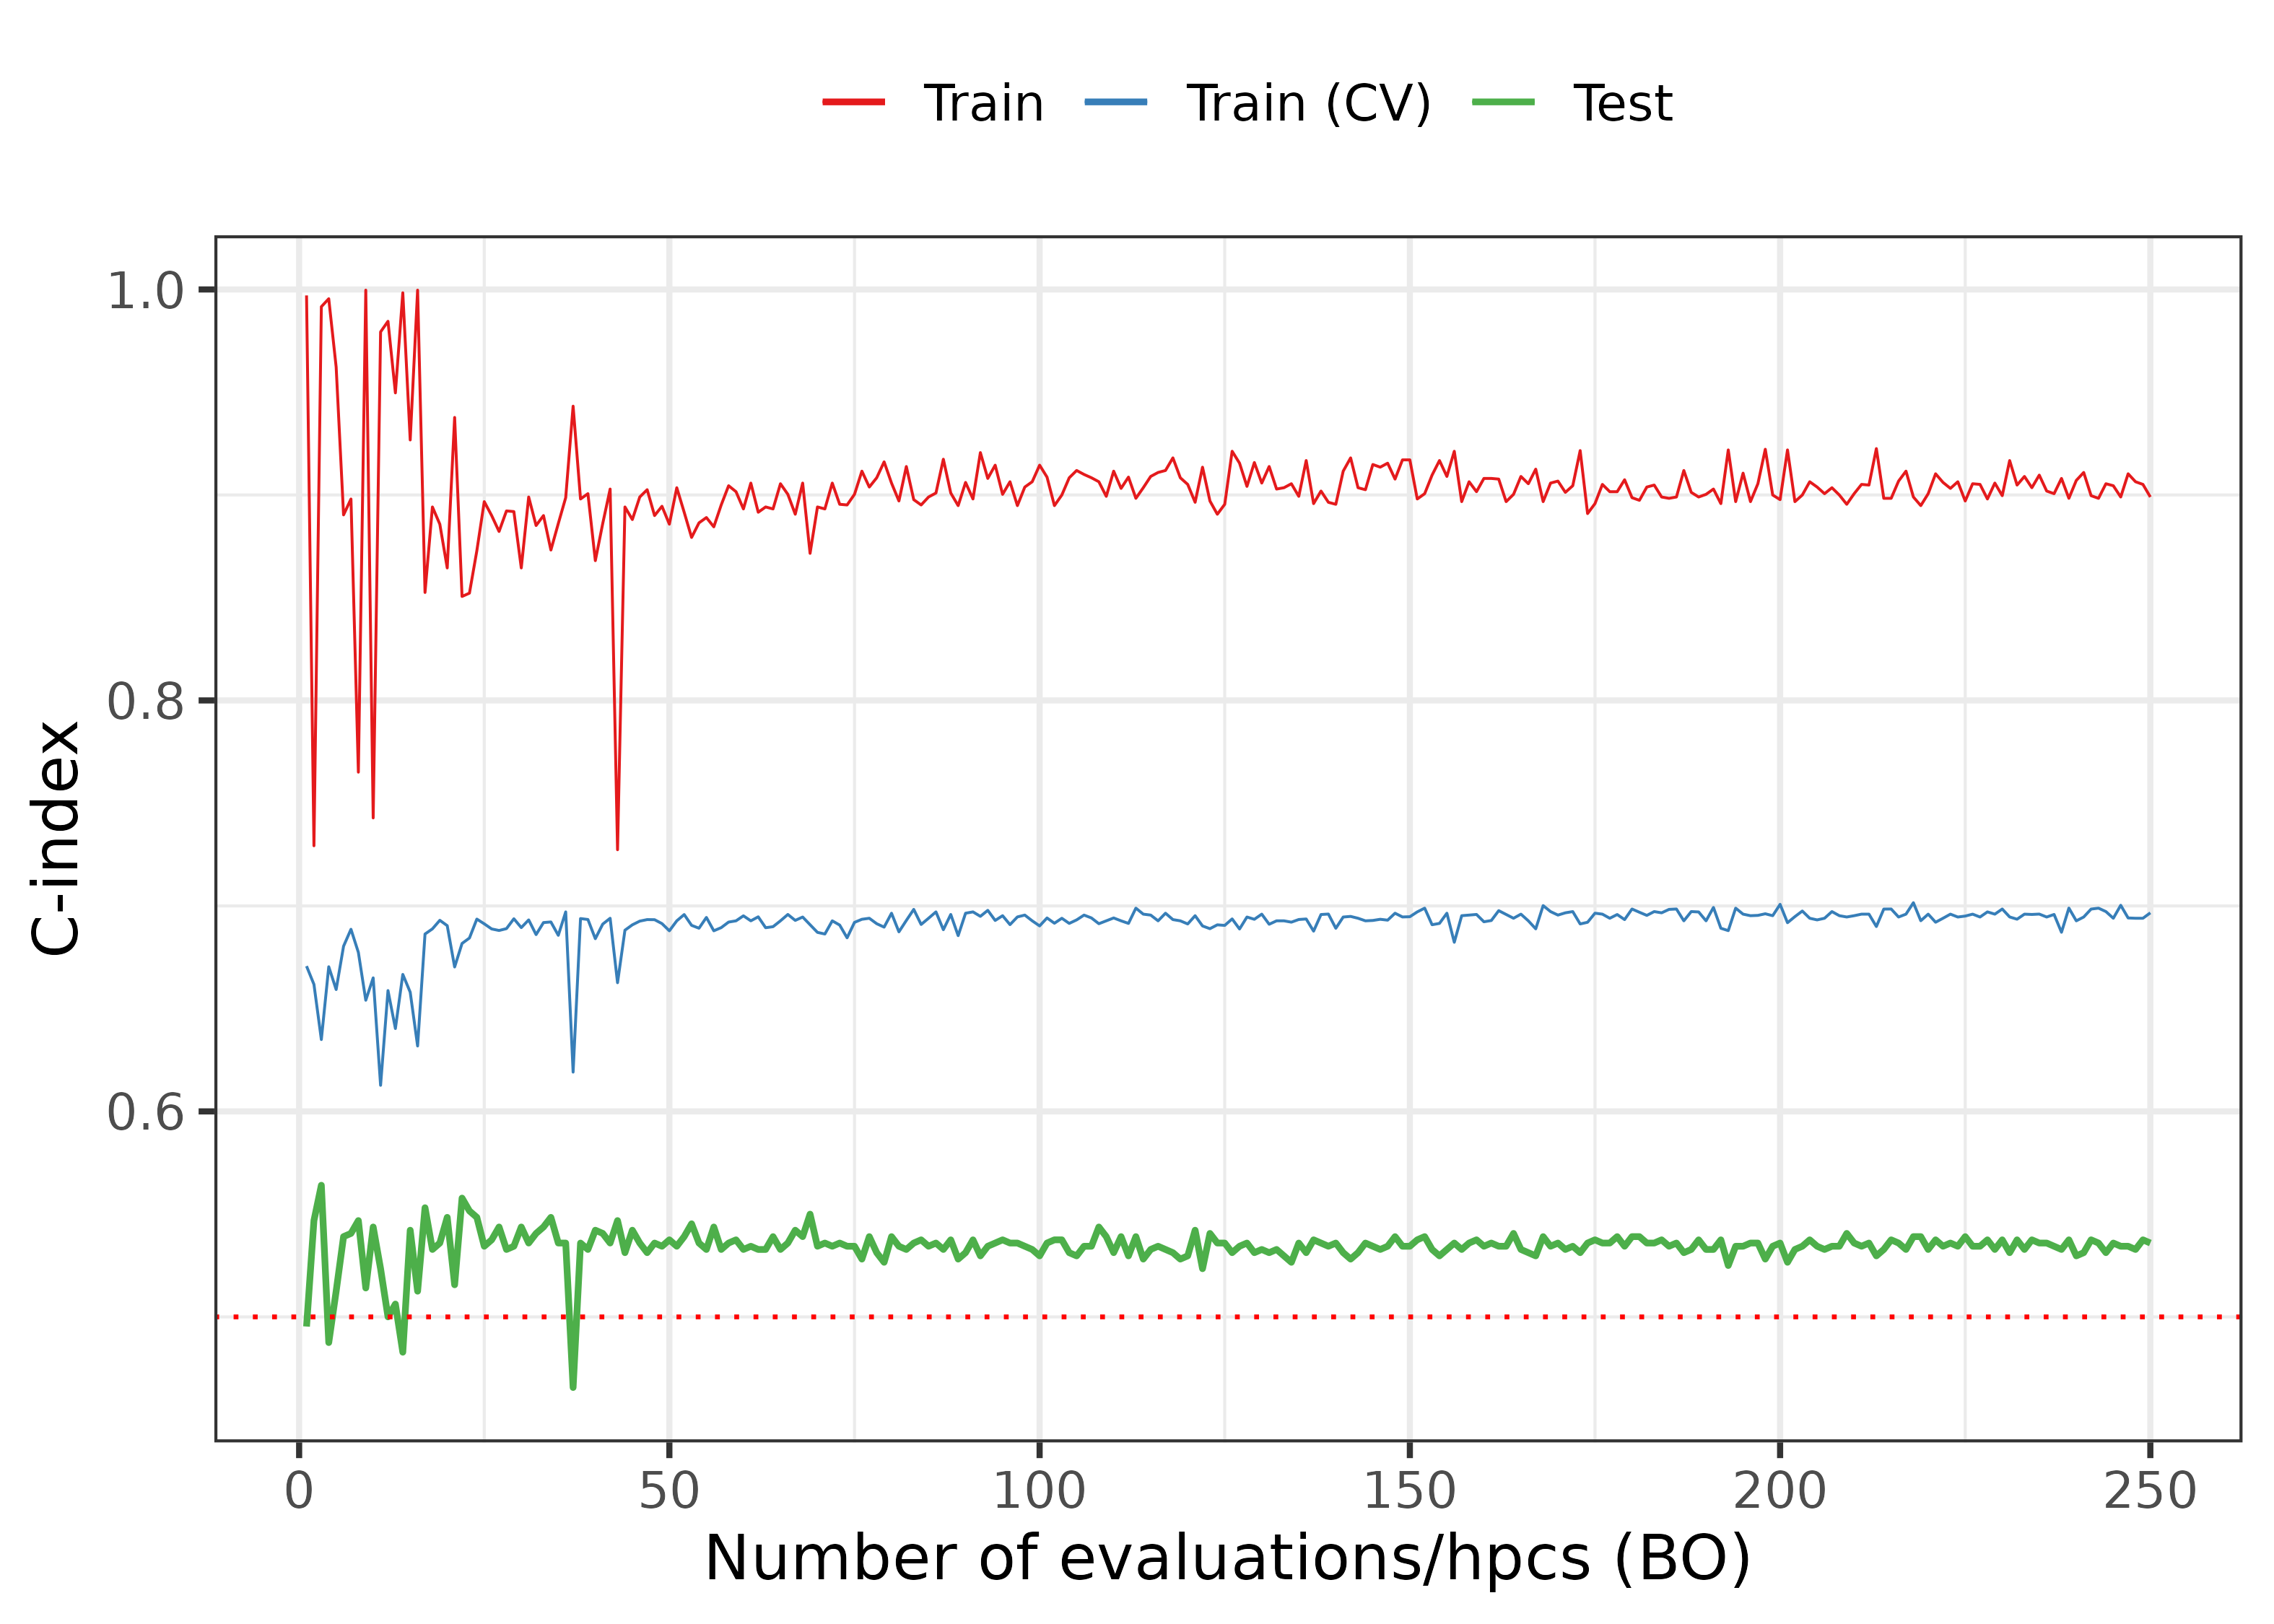 Train Train (CV) Test
1.0
0.8
0.6
C-index
0 50 100 150 200 250
Number of evaluations/hpcs (BO)